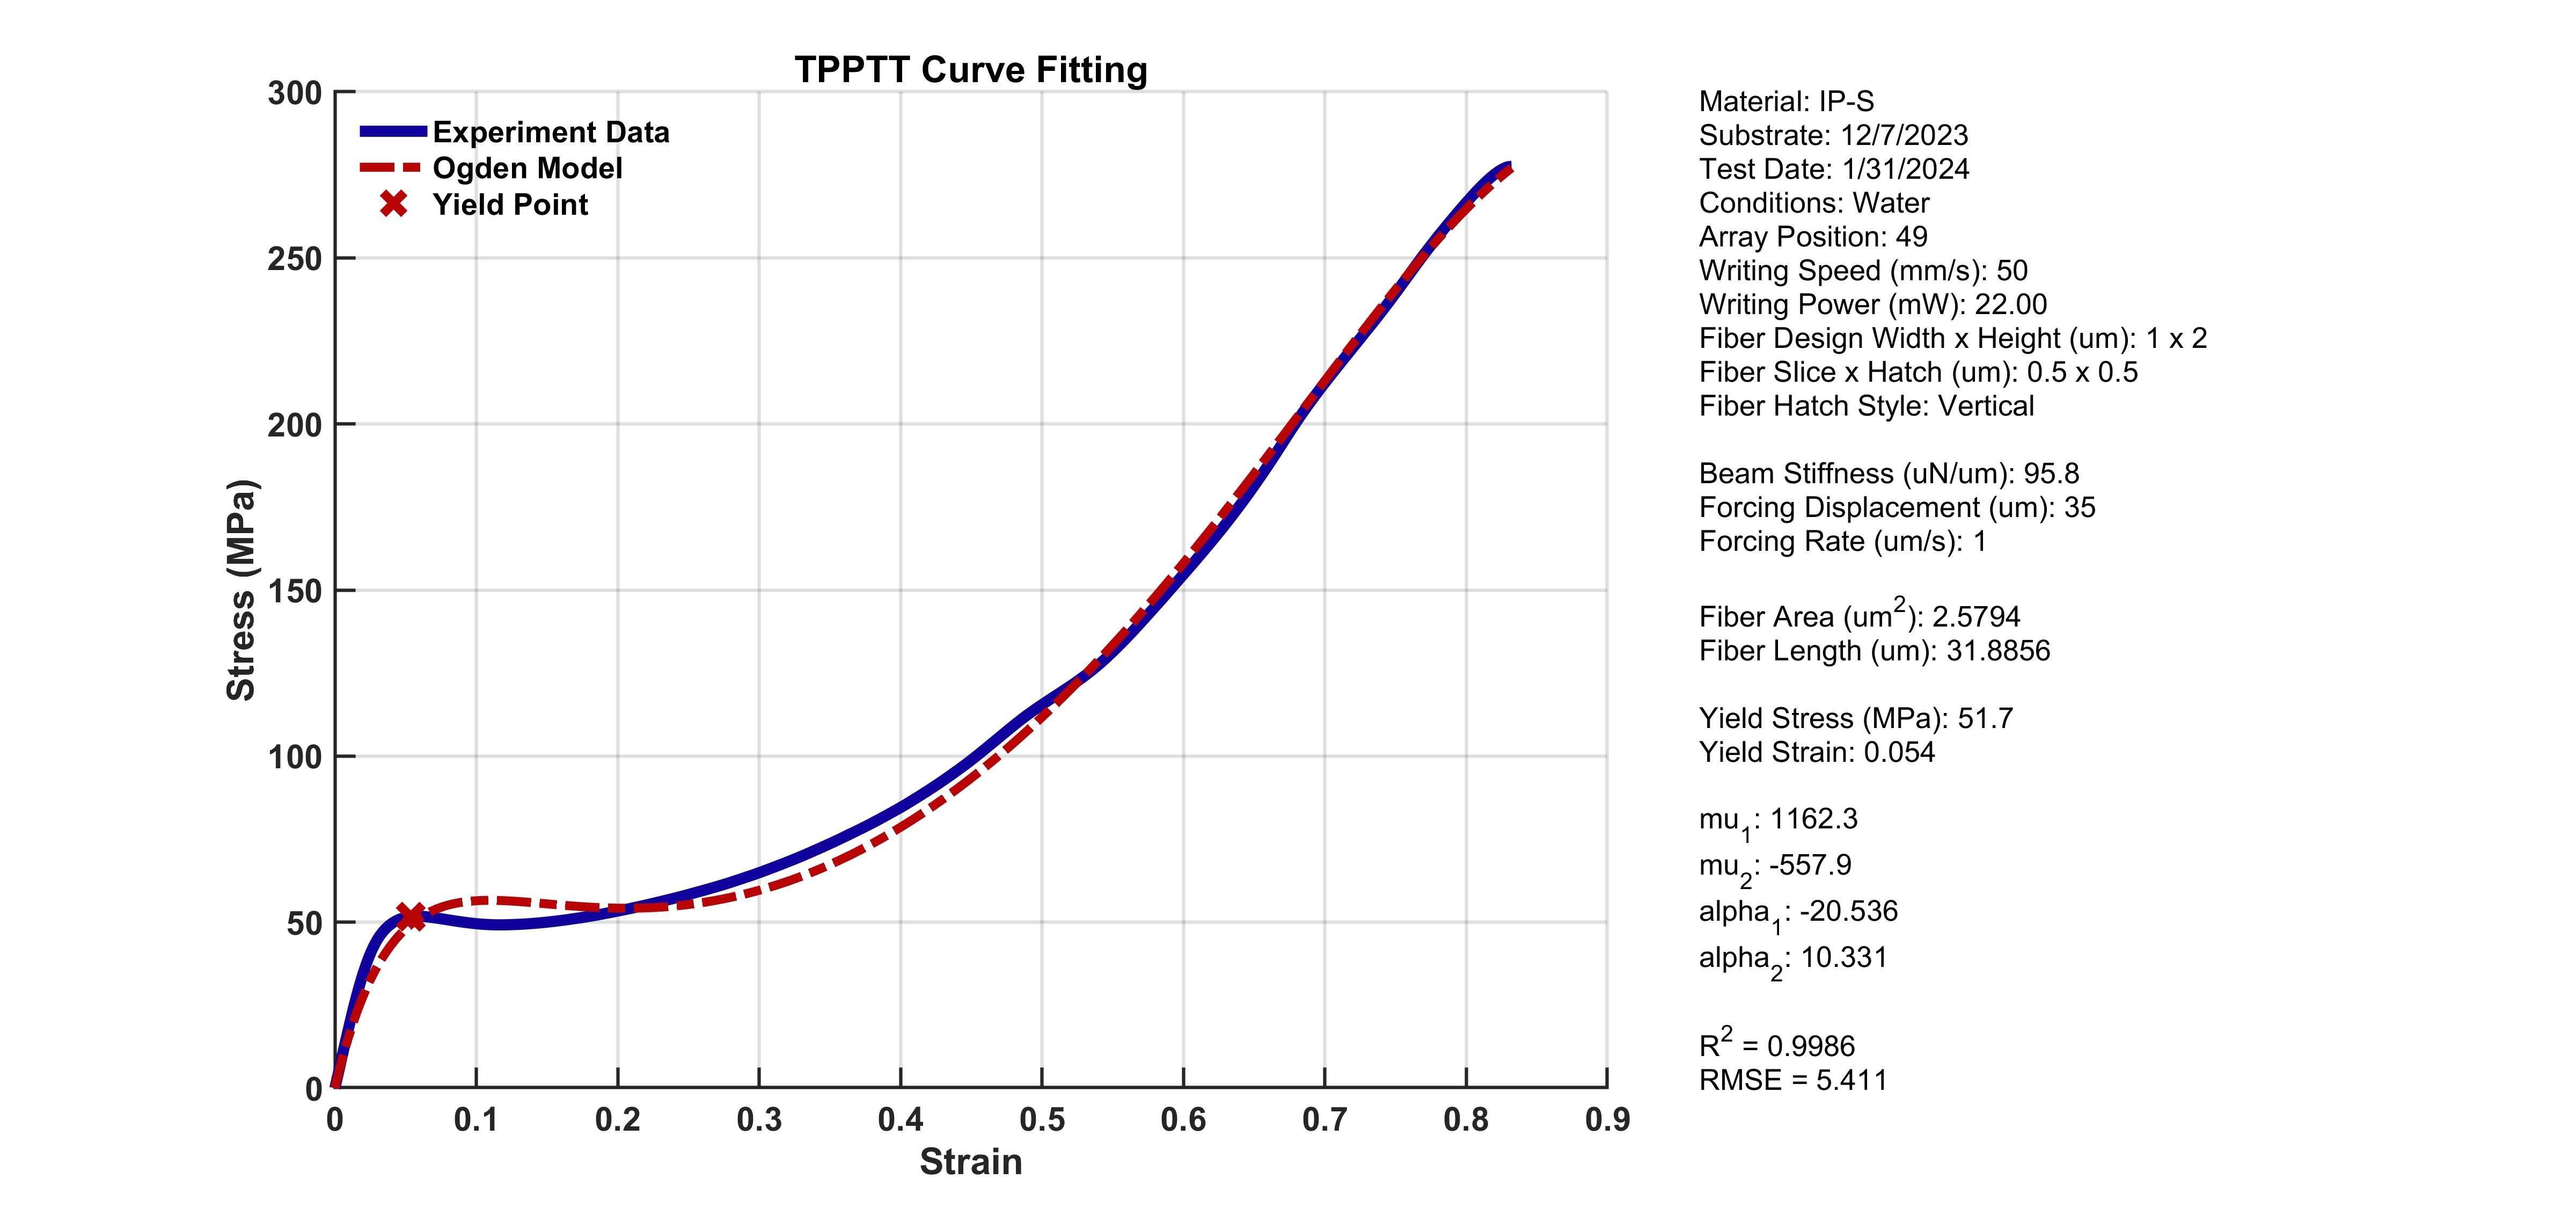 TPPTT Curve Fitting
300
250
200
150
100
50
0
Stress (MPa)
Experiment Data
Ogden Model
Yield Point
0 0.1 0.2 0.3 0.4 0.5 0.6 0.7 0.8 0.9
Strain
Material: IP-S
Substrate: 12/7/2023
Test Date: 1/31/2024
Conditions: Water
Array Position: 49
Writing Speed (mm/s): 50
Writing Power (mW): 22.00
Fiber Design Width x Height (um): 1 x 2
Fiber Slice x Hatch (um): 0.5 x 0.5
Fiber Hatch Style: Vertical
Beam Stiffness (uN/um): 95.8
Forcing Displacement (um): 35
Forcing Rate (um/s): 1
Fiber Area (um²): 2.5794
Fiber Length (um): 31.8856
Yield Stress (MPa): 51.7
Yield Strain: 0.054
mu₁: 1162.3
mu₂: -557.9
alpha₁: -20.536
alpha₂: 10.331
R² = 0.9986
RMSE = 5.411